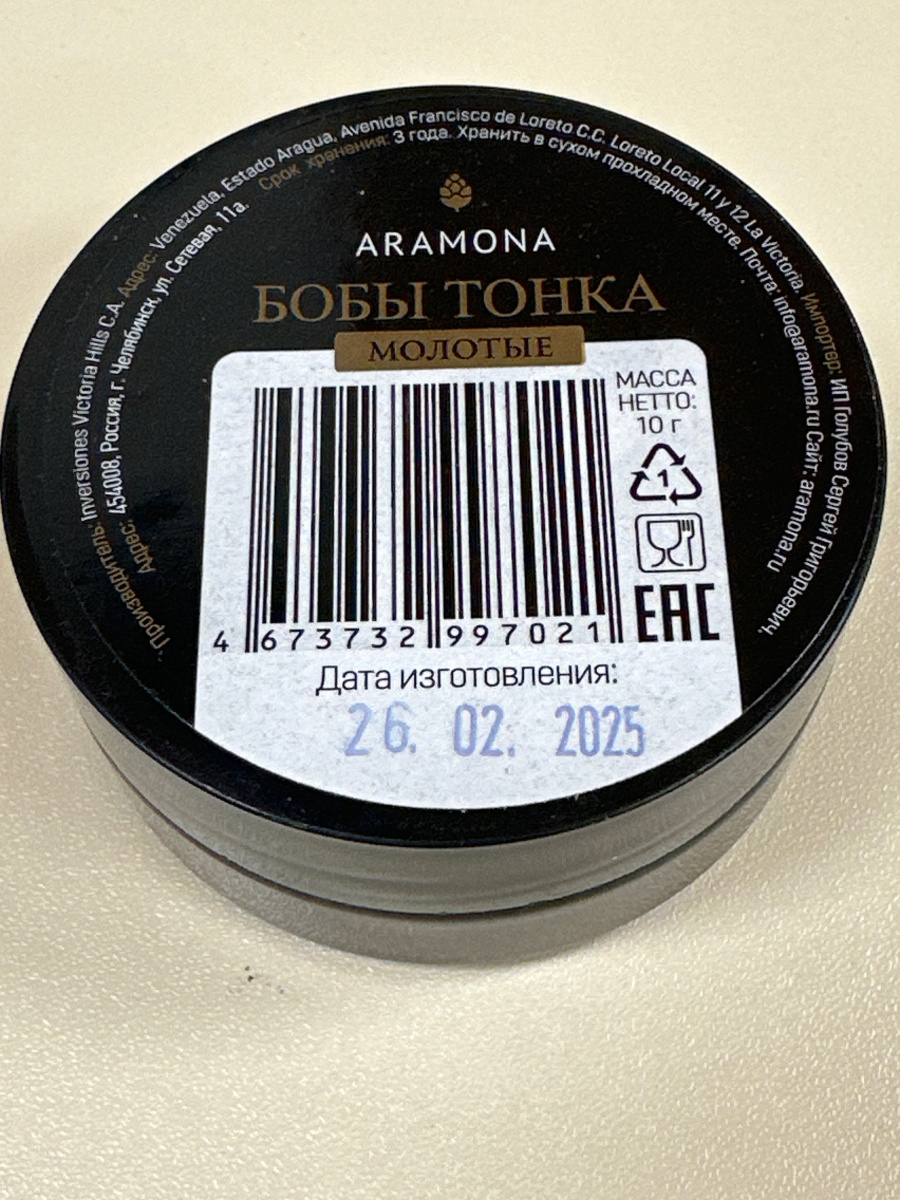 Производитель: Inversiones Victoria Hills C.A. Адрес: Venezuela, Estado Aragua, Avenida Francisco de Loreto C.C. Loreto Local 11 y 12 La Victoria. Импортер: ИП Голубов Сергей Григорьевич,
Адрес: 454008, Россия, г. Челябинск, ул. Сетевая, 11а. Срок хранения: 3 года. Хранить в сухом прохладном месте. Почта: info@aramona.ru Сайт: aramona.ru
ARAMONA
БОБЫ ТОНКА
МОЛОТЫЕ
МАССА
НЕТТО:
10 г
1
EAC
4 673732 997021
Дата изготовления:
26. 02. 2025